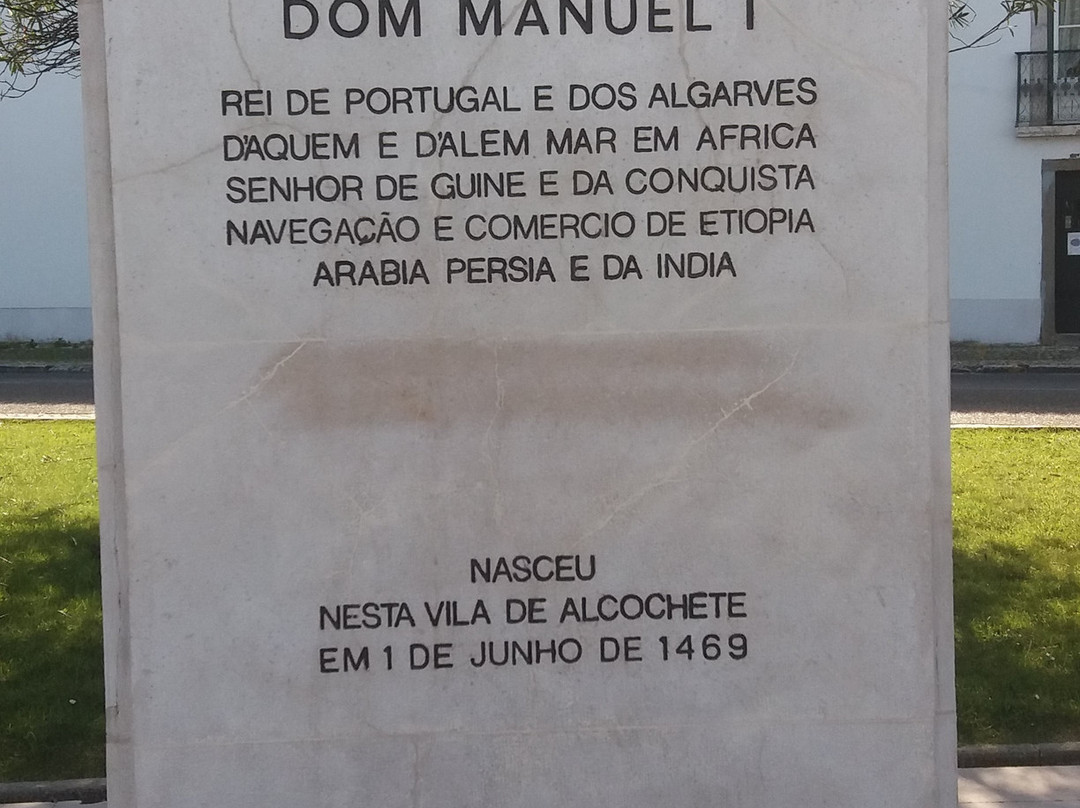 DOM MANUEL I
REI DE PORTUGAL E DOS ALGARVES
D'AQUEM E D'ALEM MAR EM AFRICA
SENHOR DE GUINE E DA CONQUISTA
NAVEGAÇÃO E COMERCIO DE ETIOPIA
ARABIA PERSIA E DA INDIA
NASCEU
NESTA VILA DE ALCOCHETE
EM 1 DE JUNHO DE 1469